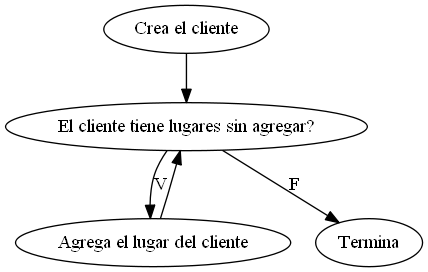 Crea el cliente
El cliente tiene lugares sin agregar?
V
F
Agrega el lugar del cliente
Termina